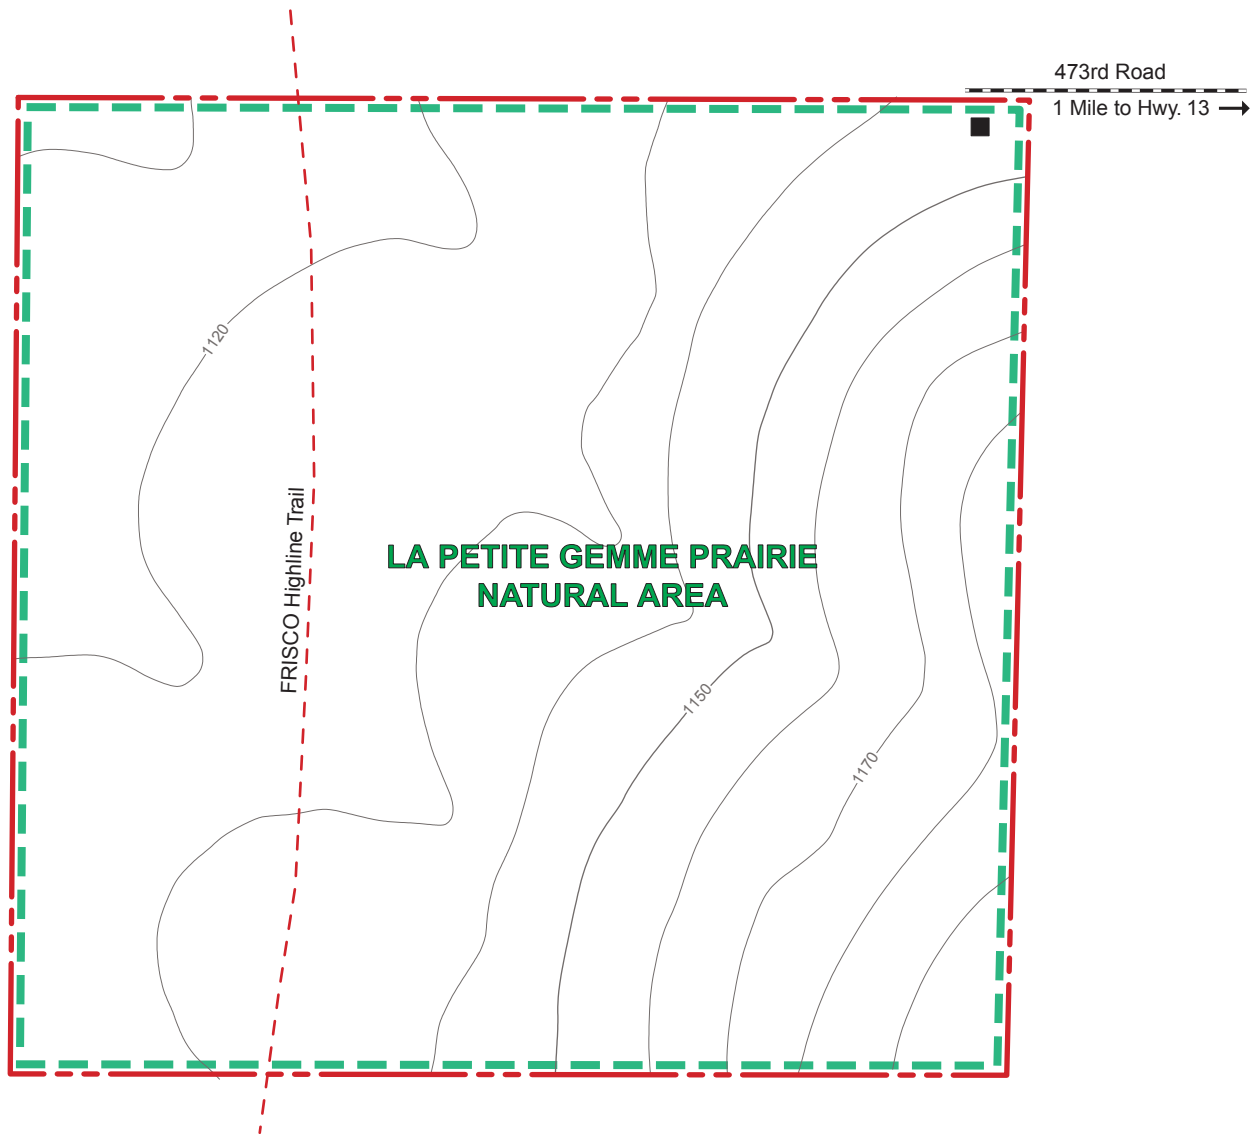 473rd Road
1 Mile to Hwy. 13
1120
FRISCO Highline Trail
LA PETITE GEMME PRAIRIE
NATURAL AREA
1150
1170